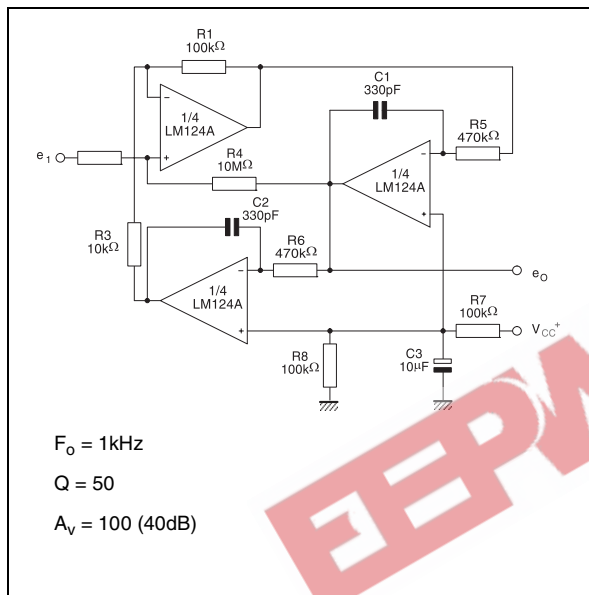 R1
100kΩ
C1
330pF
R5
470kΩ
-
1/4
LM124A
+
e1
R4
10MΩ
-
1/4
LM124A
+
C2
330pF
R3
10kΩ
R6
470kΩ
-
1/4
LM124A
+
eO
R7
100kΩ
VCC+
R8
100kΩ
C3
10µF
Fo = 1kHz
Q = 50
Av = 100 (40dB)
EEPW